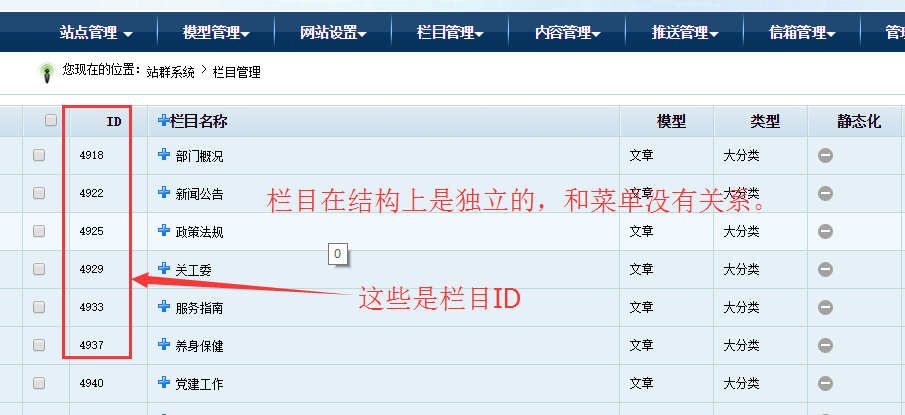 站点管理 模型管理 网站设置 栏目管理 内容管理 推送管理 信箱管理
您现在的位置： 站群系统 > 栏目管理
ID 栏目名称 模型 类型 静态化
4918 部门概况 文章 大分类
4922 新闻公告 文章 大分类
栏目在结构上是独立的，和菜单没有关系。
4925 政策法规 文章 大分类
0
4929 关工委 文章 大分类
这些是栏目ID
4933 服务指南 文章 大分类
4937 养身保健 文章 大分类
4940 党建工作 文章 大分类